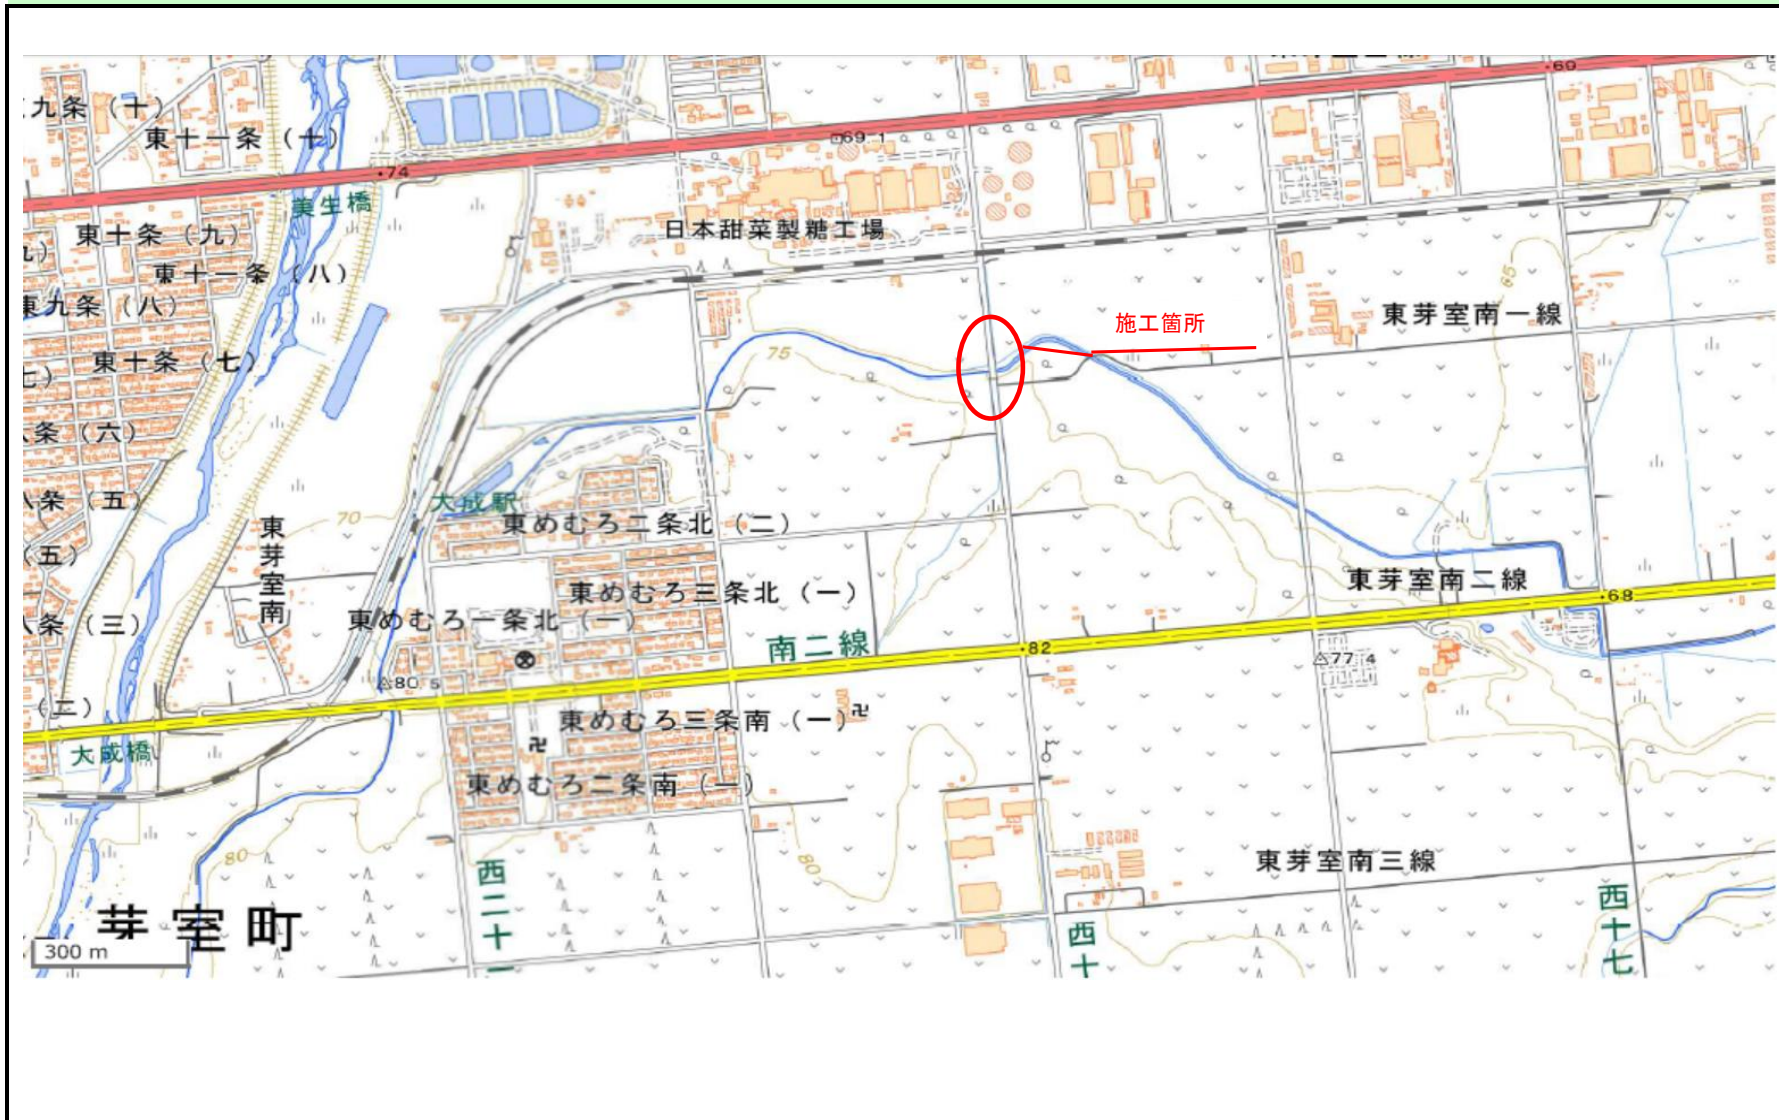 ・69
九条（十）
東十一条（十）
69.1
・74
美生橋
東十条（九）
日本甜菜製糖工場
東十一条（八）
65
東九条（八）
東芽室南一線
施工箇所
75
東十条（七）
条（六）
条（五）
大成駅
70
東めむろ二条北（二）
東芽室南
（五）
東芽室南二線
東めむろ三条北（一）
・68
東めむろ一条北（一）
条（三）
南二線
・82
77.4
80.5
（二）
東めむろ三条南（一）
大成橋
東めむろ二条南（一）
80
80
東芽室南三線
西二十一
西十七
芽室町
西十
300 m